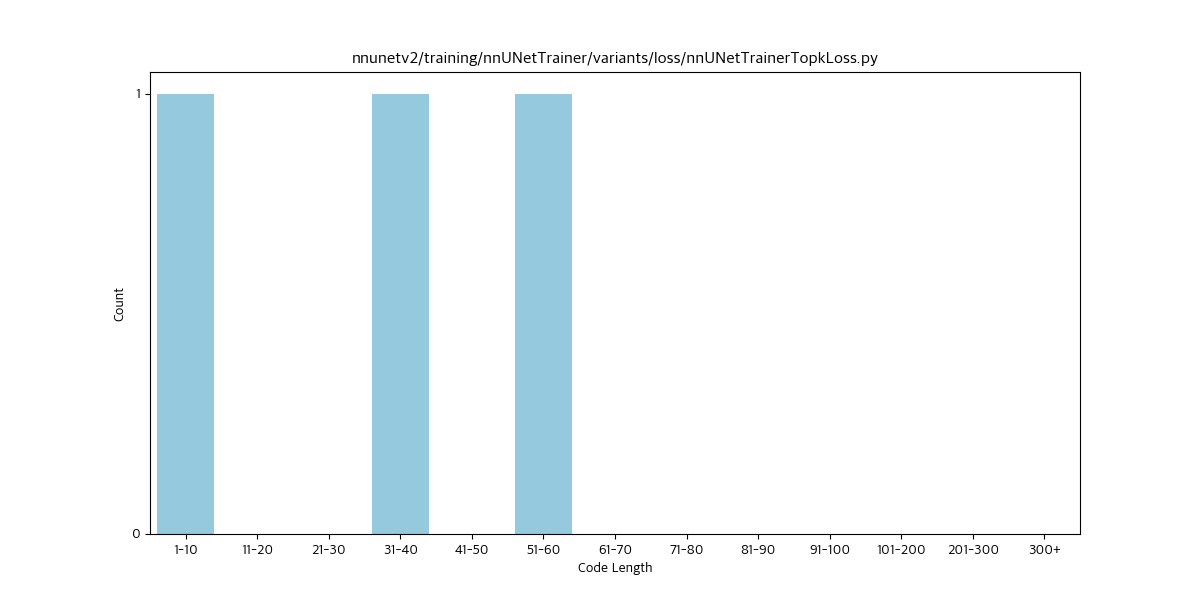 nnunetv2/training/nnUNetTrainer/variants/loss/nnUNetTrainerTopkLoss.py
1
Count
0
1-10 11-20 21-30 31-40 41-50 51-60 61-70 71-80 81-90 91-100 101-200 201-300 300+
Code Length